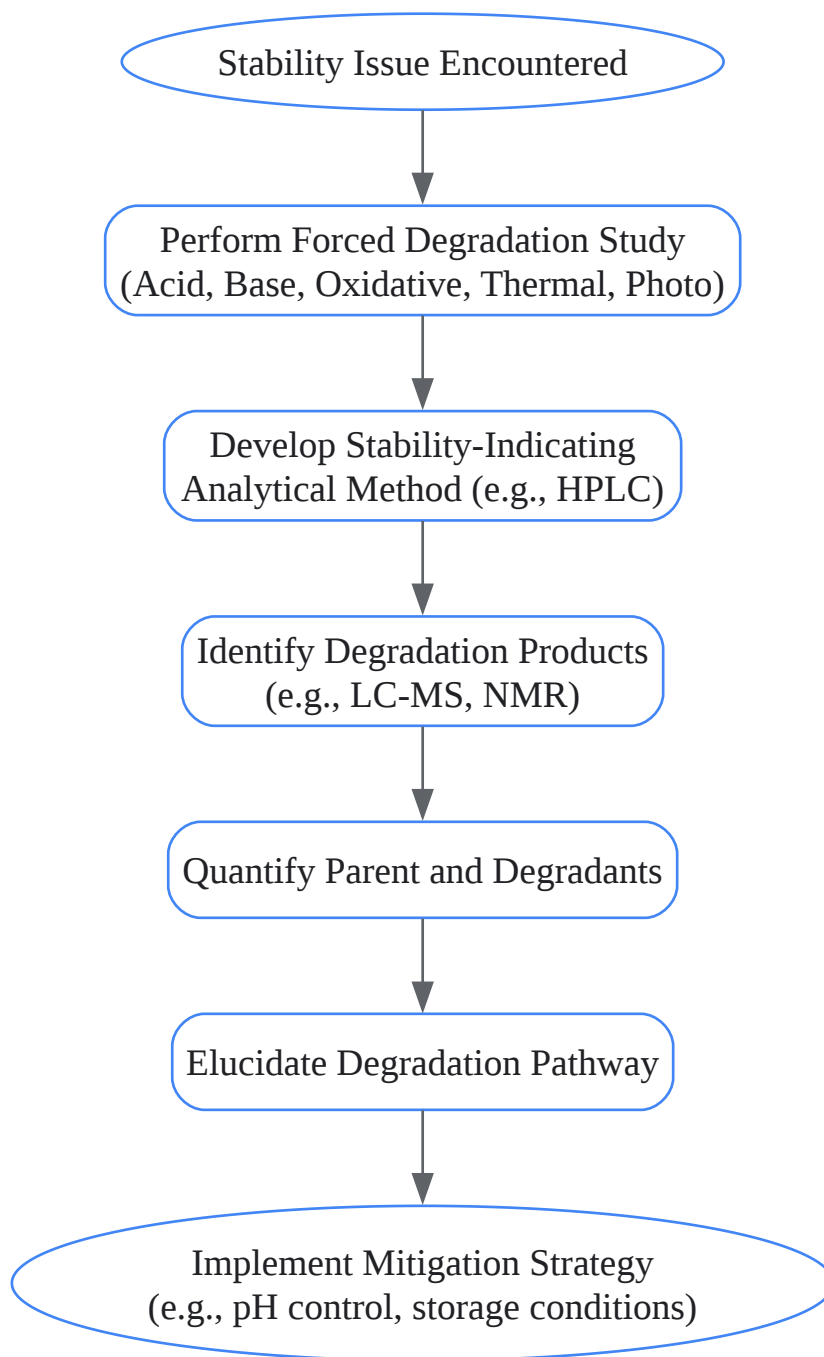 Stability Issue Encountered
Perform Forced Degradation Study
(Acid, Base, Oxidative, Thermal, Photo)
Develop Stability-Indicating
Analytical Method (e.g., HPLC)
Identify Degradation Products
(e.g., LC-MS, NMR)
Quantify Parent and Degradants
Elucidate Degradation Pathway
Implement Mitigation Strategy
(e.g., pH control, storage conditions)